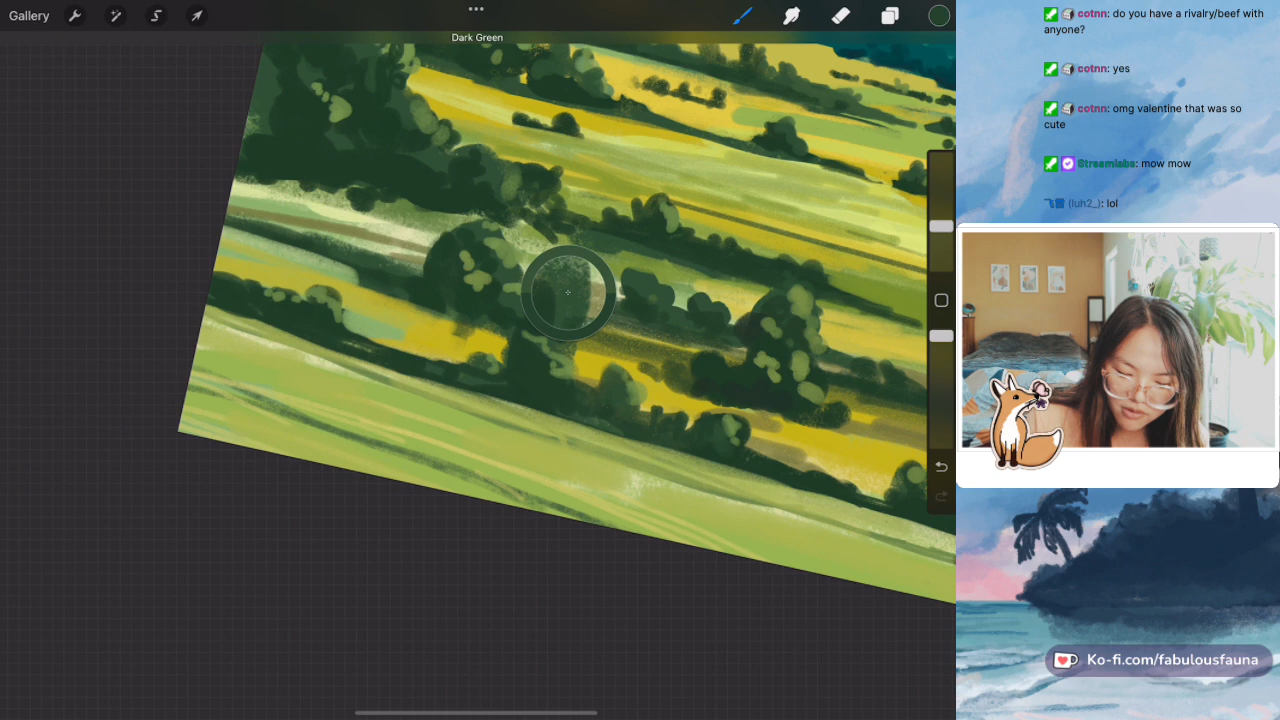 Gallery
Dark Green
cotnn: do you have a rivalry/beef with
anyone?
cotnn: yes
cotnn: omg valentine that was so
cute
Streamlabs: mow mow
(luh2_): lol
Ko-fi.com/fabulousfauna